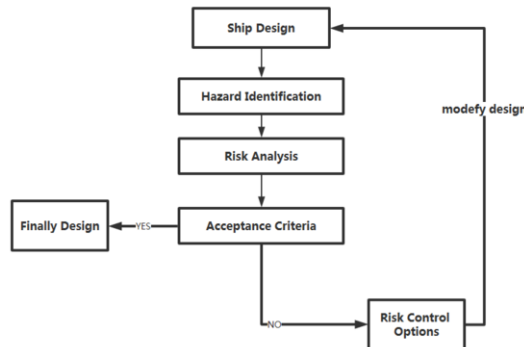 Ship Design
Hazard Identification
modefy design
Risk Analysis
Finally Design
YES
Acceptance Criteria
NO
Risk Control
Options